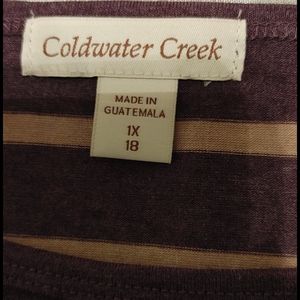 Coldwater Creek
MADE IN
GUATEMALA
1X
18